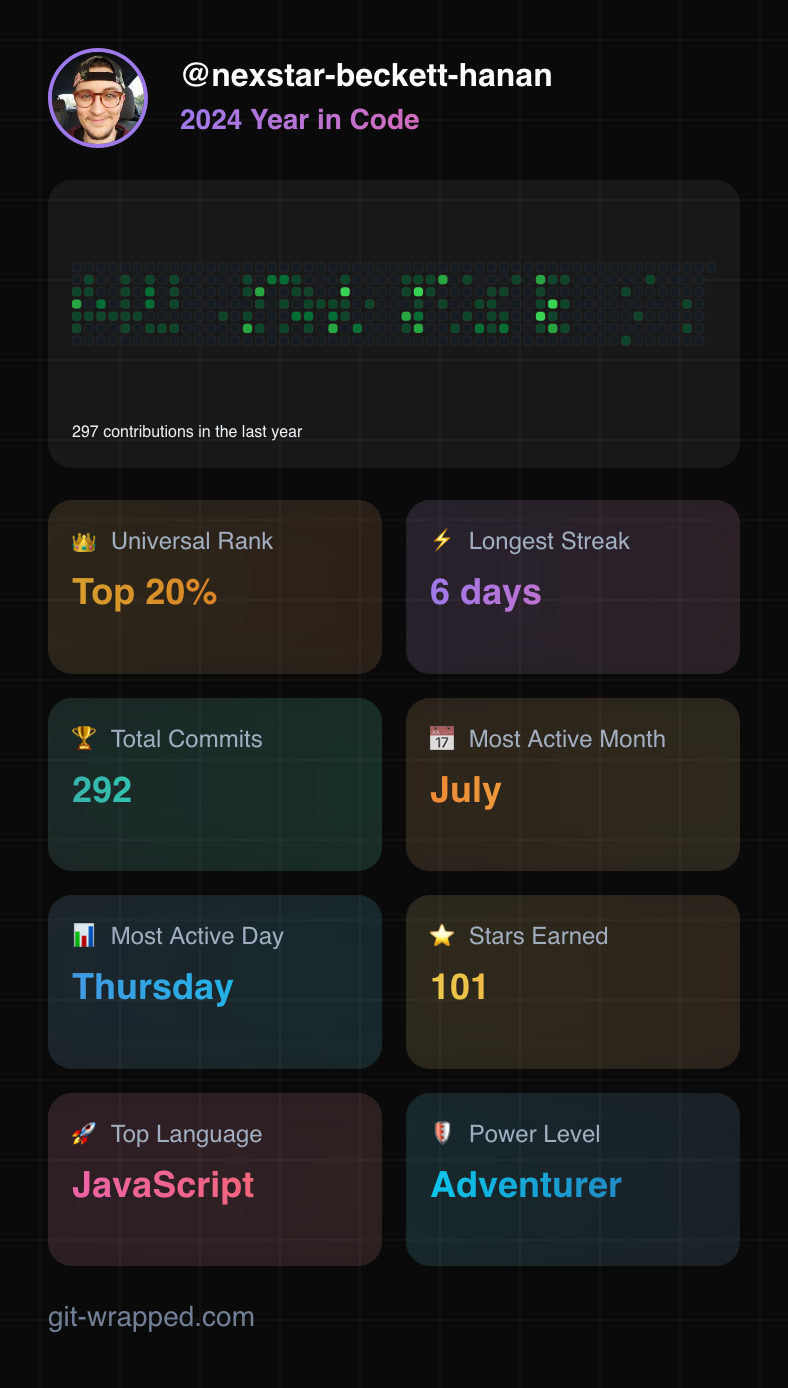 @nexstar-beckett-hanan
2024 Year in Code
297 contributions in the last year
Universal Rank
Top 20%
Longest Streak
6 days
Total Commits
292
17
Most Active Month
July
Most Active Day
Thursday
Stars Earned
101
Top Language
JavaScript
Power Level
Adventurer
git-wrapped.com